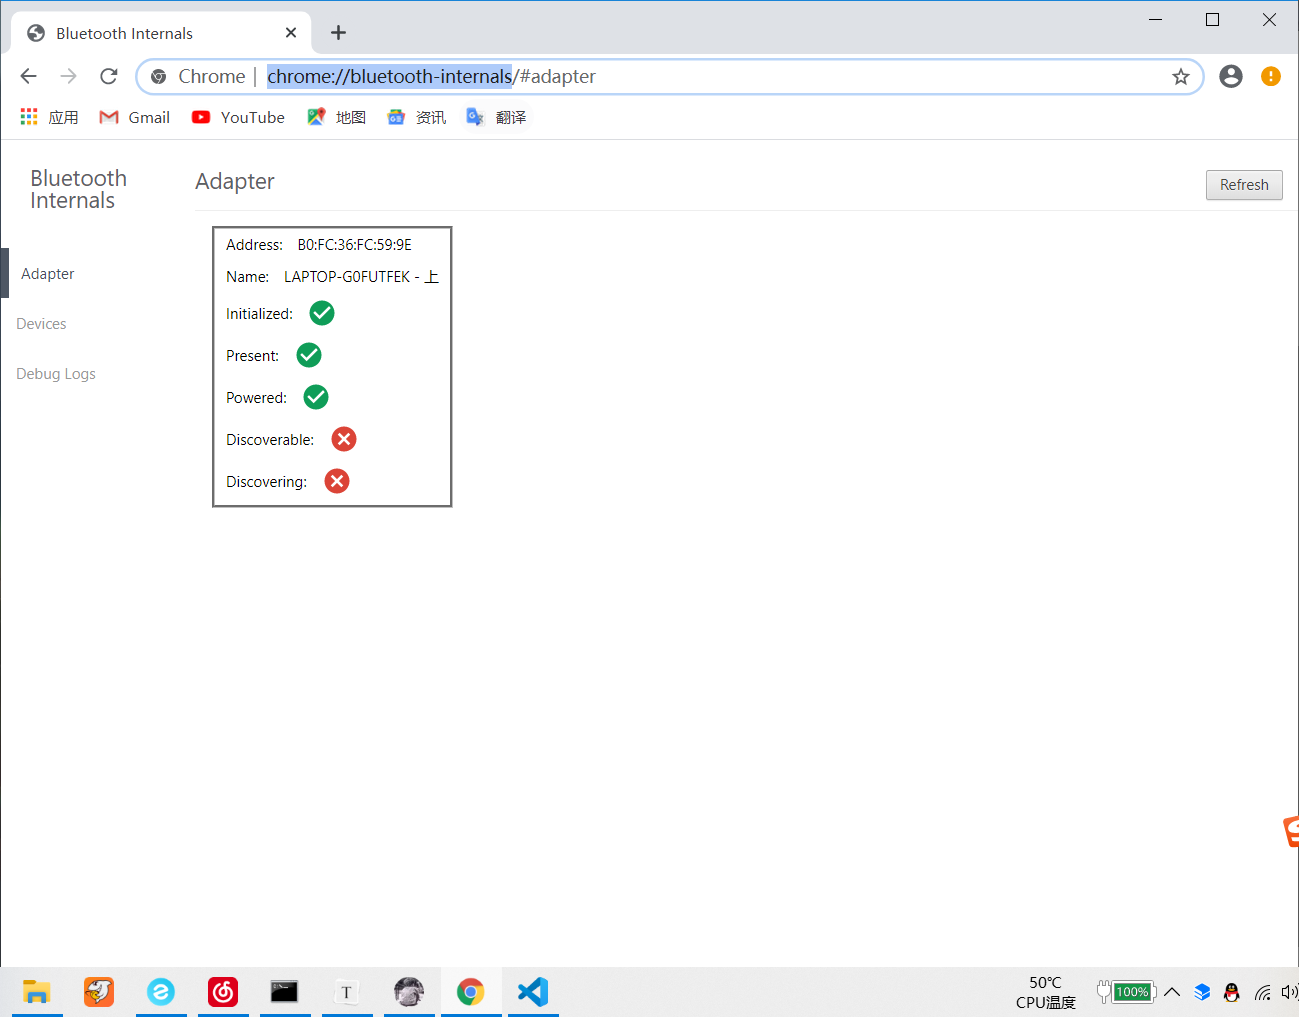 Bluetooth Internals
Chrome | chrome://bluetooth-internals/#adapter
应用 Gmail YouTube 地图 资讯 翻译
Bluetooth
Internals
Adapter
Refresh
Adapter
Devices
Debug Logs
Address: B0:FC:36:FC:59:9E
Name: LAPTOP-G0FUTFEK - 上
Initialized:
Present:
Powered:
Discoverable:
Discovering:
T
50℃
CPU温度
100%